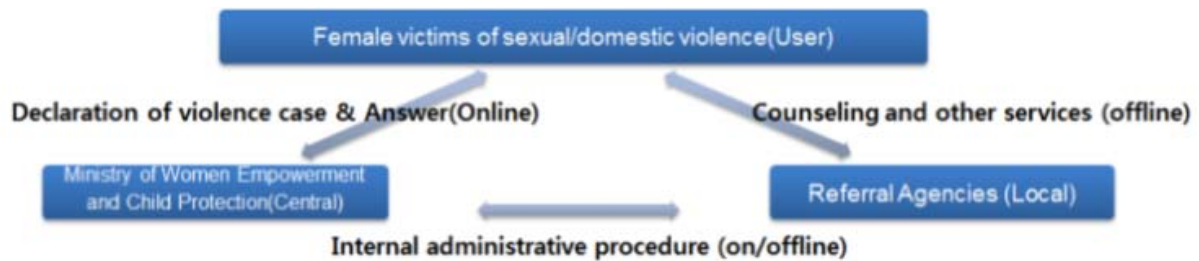 Female victims of sexual/domestic violence(User)
Declaration of violence case & Answer(Online)
Counseling and other services (offline)
Ministry of Women Empowerment
and Child Protection(Central)
Referral Agencies (Local)
Internal administrative procedure (on/offline)